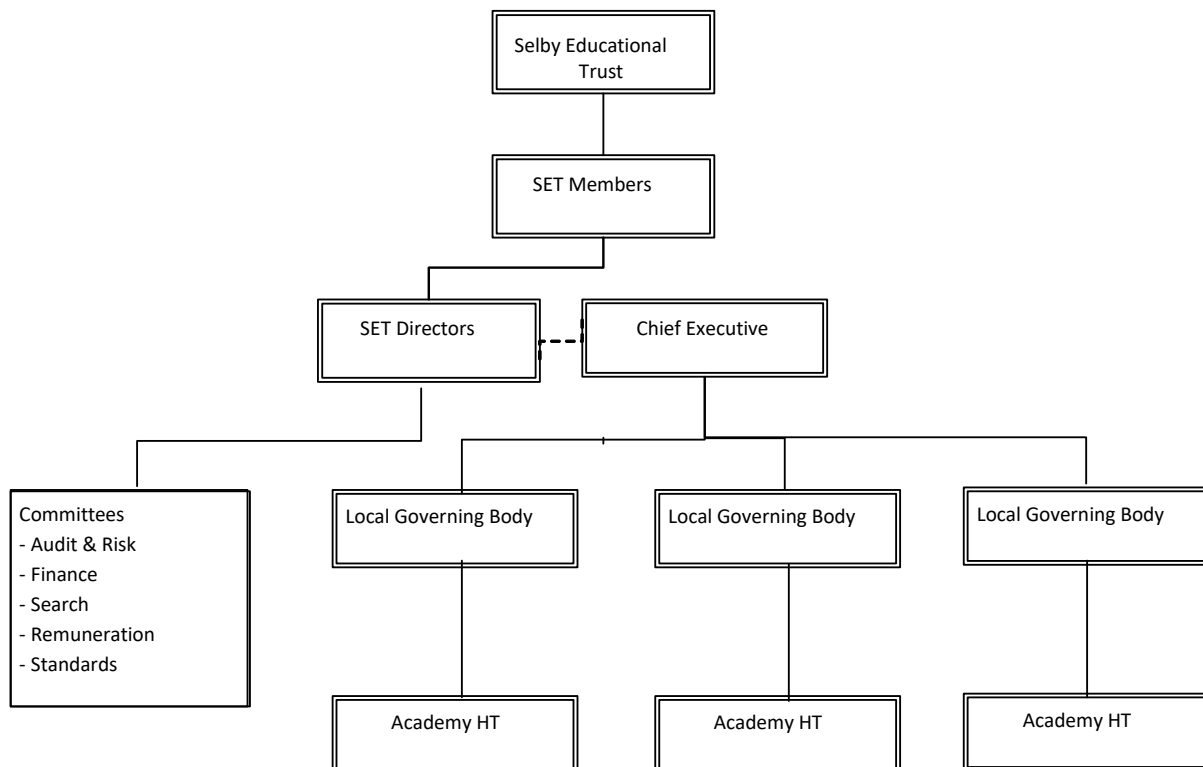 Selby Educational
Trust
SET Members
SET Directors
Chief Executive
Committees
- Audit & Risk
- Finance
- Search
- Remuneration
- Standards
Local Governing Body
Local Governing Body
Local Governing Body
Academy HT
Academy HT
Academy HT